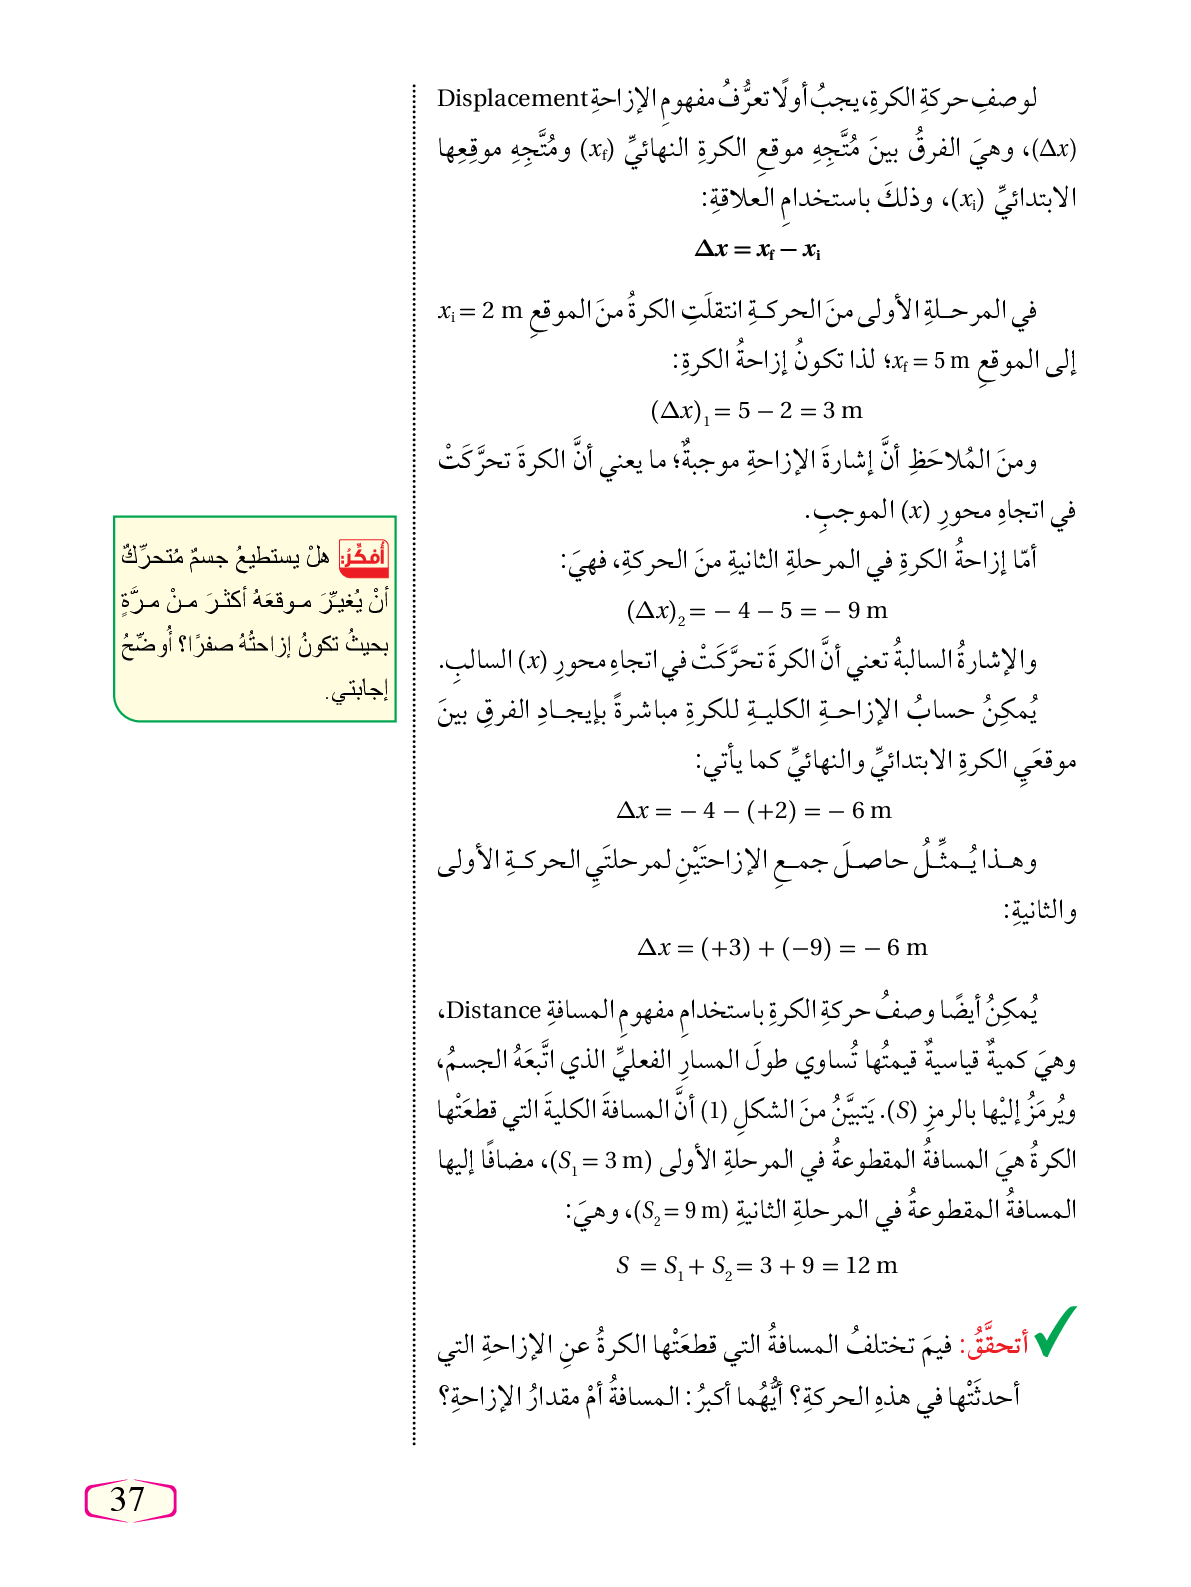 لوصفِ حركةِ الكرةِ، يجبُ أولًا تعرُّفُ مفهومِ الإزاحةِ Displacement
(Δx)، وهيَ الفرقُ بينَ مُتَّجِهِ موقعِ الكرةِ النهائيِّ (xf) ومُتَّجِهِ موقِعِها
الابتدائيِّ (xi)، وذلكَ باستخدامِ العلاقةِ:
Δx = xf – xi
في المرحلةِ الأولى منَ الحركةِ انتقلَتِ الكرةُ منَ الموقعِ xi = 2 m
إلى الموقعِ xf = 5 m؛ لذا تكونُ إزاحةُ الكرةِ:
(Δx)1 = 5 – 2 = 3 m
ومنَ المُلاحَظِ أنَّ إشارةَ الإزاحةِ موجبةٌ؛ ما يعني أنَّ الكرةَ تحرَّكَتْ
في اتجاهِ محورِ (x) الموجبِ.
أمّا إزاحةُ الكرةِ في المرحلةِ الثانيةِ منَ الحركةِ، فهيَ:
(Δx)2 = – 4 – 5 = – 9 m
والإشارةُ السالبةُ تعني أنَّ الكرةَ تحرَّكَتْ في اتجاهِ محورِ (x) السالبِ.
يُمكِنُ حسابُ الإزاحةِ الكليةِ للكرةِ مباشرةً بإيجادِ الفرقِ بينَ
موقعَيِ الكرةِ الابتدائيِّ والنهائيِّ كما يأتي:
Δx = – 4 – (+2) = – 6 m
وهذا يُمثِّلُ حاصلَ جمعِ الإزاحتَيْنِ لمرحلتَيِ الحركةِ الأولى
والثانيةِ:
Δx = (+3) + (–9) = – 6 m
يُمكِنُ أيضًا وصفُ حركةِ الكرةِ باستخدامِ مفهومِ المسافةِ Distance،
وهيَ كميةٌ قياسيةٌ قيمتُها تُساوي طولَ المسارِ الفعليِّ الذي اتَّبعَهُ الجسمُ،
ويُرمَزُ إليْها بالرمزِ (S). يَتبيَّنُ منَ الشكلِ (1) أنَّ المسافةَ الكليةَ التي قطعَتْها
الكرةُ هيَ المسافةُ المقطوعةُ في المرحلةِ الأولى (S1 = 3 m)، مضافًا إليها
المسافةُ المقطوعةُ في المرحلةِ الثانيةِ (S2 = 9 m)، وهيَ:
S = S1 + S2 = 3 + 9 = 12 m
أتحقَّقُ: فيمَ تختلفُ المسافةُ التي قطعَتْها الكرةُ عنِ الإزاحةِ التي
أحدثَتْها في هذهِ الحركةِ؟ أيُّهُما أكبرُ: المسافةُ أمْ مقدارُ الإزاحةِ؟
أُفكِّرُ: هلْ يستطيعُ جسمٌ مُتحرِّكٌ
أنْ يُغيِّرَ موقعَهُ أكثرَ منْ مرَّةٍ
بحيثُ تكونُ إزاحتُهُ صفرًا؟ أُوضِّحُ
إجابتي.
37